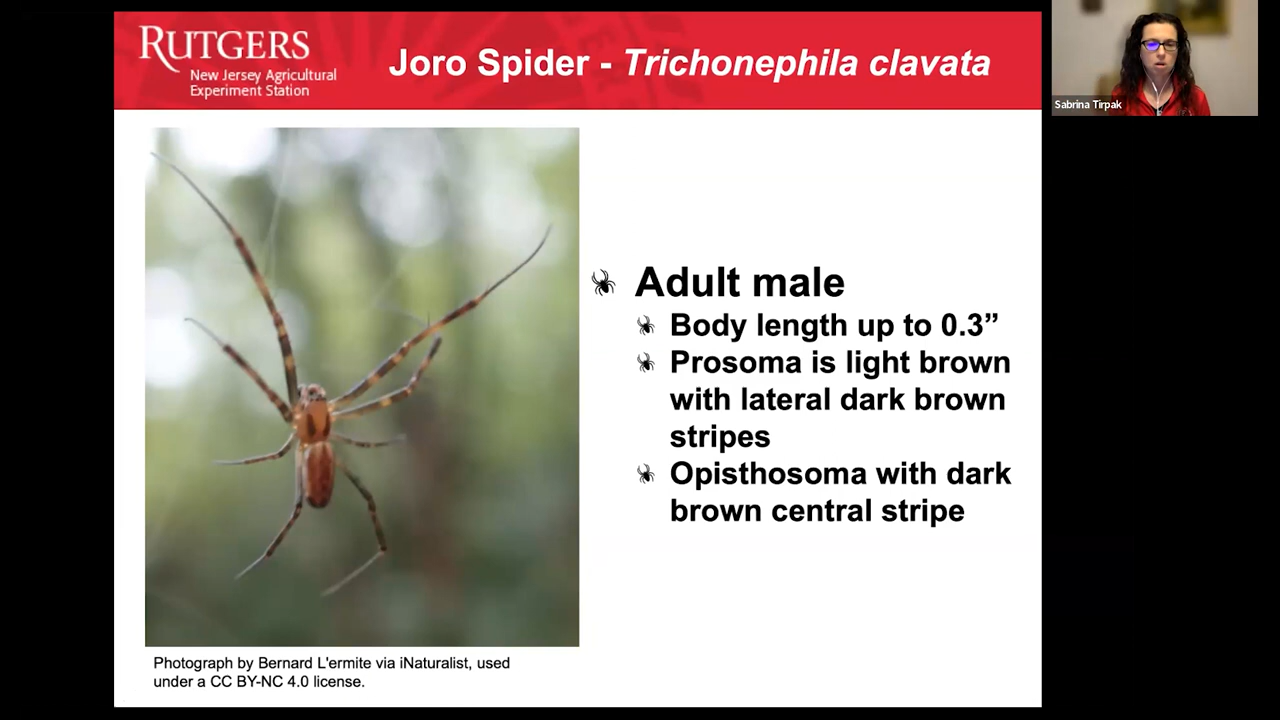 RUTGERS
New Jersey Agricultural
Experiment Station
Joro Spider - Trichonephila clavata
Sabrina Tirpak
Adult male
Body length up to 0.3”
Prosoma is light brown
with lateral dark brown
stripes
Opisthosoma with dark
brown central stripe
Photograph by Bernard L'ermite via iNaturalist, used
under a CC BY-NC 4.0 license.